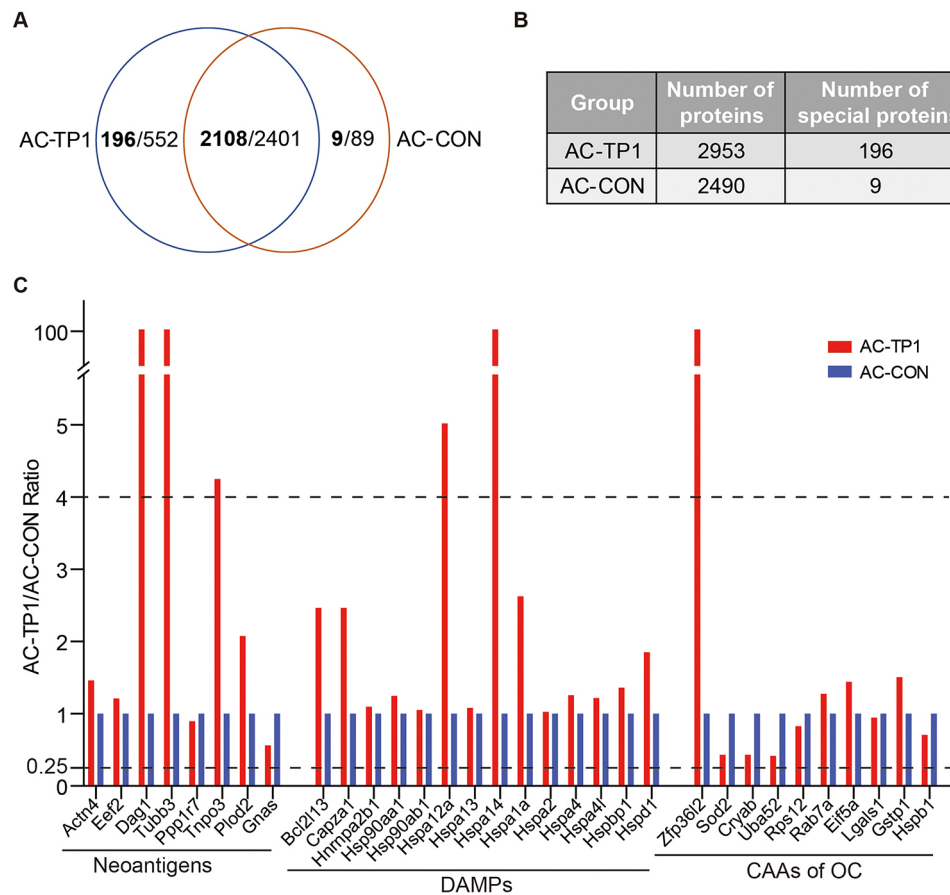 A
AC-TP1 196/552 2108/2401 9/89 AC-CON
B
Group Number of proteins Number of special proteins
AC-TP1 2953 196
AC-CON 2490 9
C
AC-TP1/AC-CON Ratio
100
5
4
3
2
1
0.25
0
AC-TP1
AC-CON
Actn4
Eef2
Dag1
Tubb3
Ppp1r7
Tnpo3
Plod2
Gnas
Bcl2l13
Capza1
Hnrnpa2b1
Hsp90aa1
Hsp90ab1
Hspa12a
Hspa13
Hspa14
Hspa1a
Hspa2
Hspa4
Hspa4l
Hspbp1
Hspd1
Zfp36l2
Sod2
Cryab
Uba52
Rps12
Rab7a
Eif5a
Lgals1
Gstp1
Hspb1
Neoantigens
DAMPs
CAAs of OC